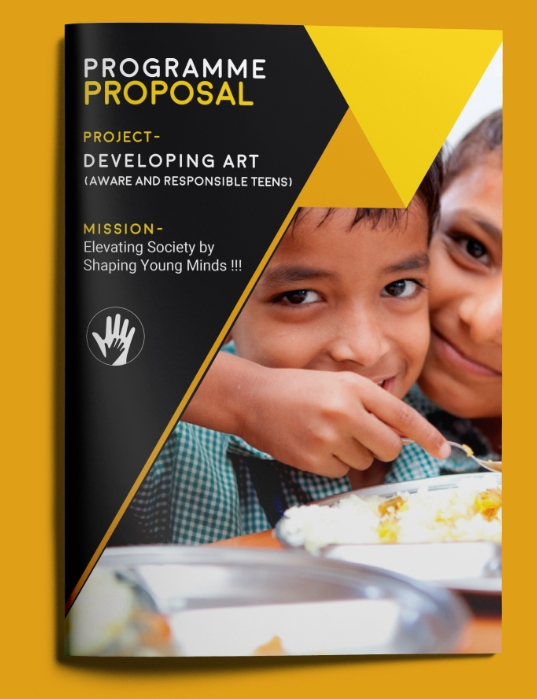 PROGRAMME
PROPOSAL
PROJECT-
DEVELOPING ART
(AWARE AND RESPONSIBLE TEENS)
MISSION-
Elevating Society by
Shaping Young Minds !!!